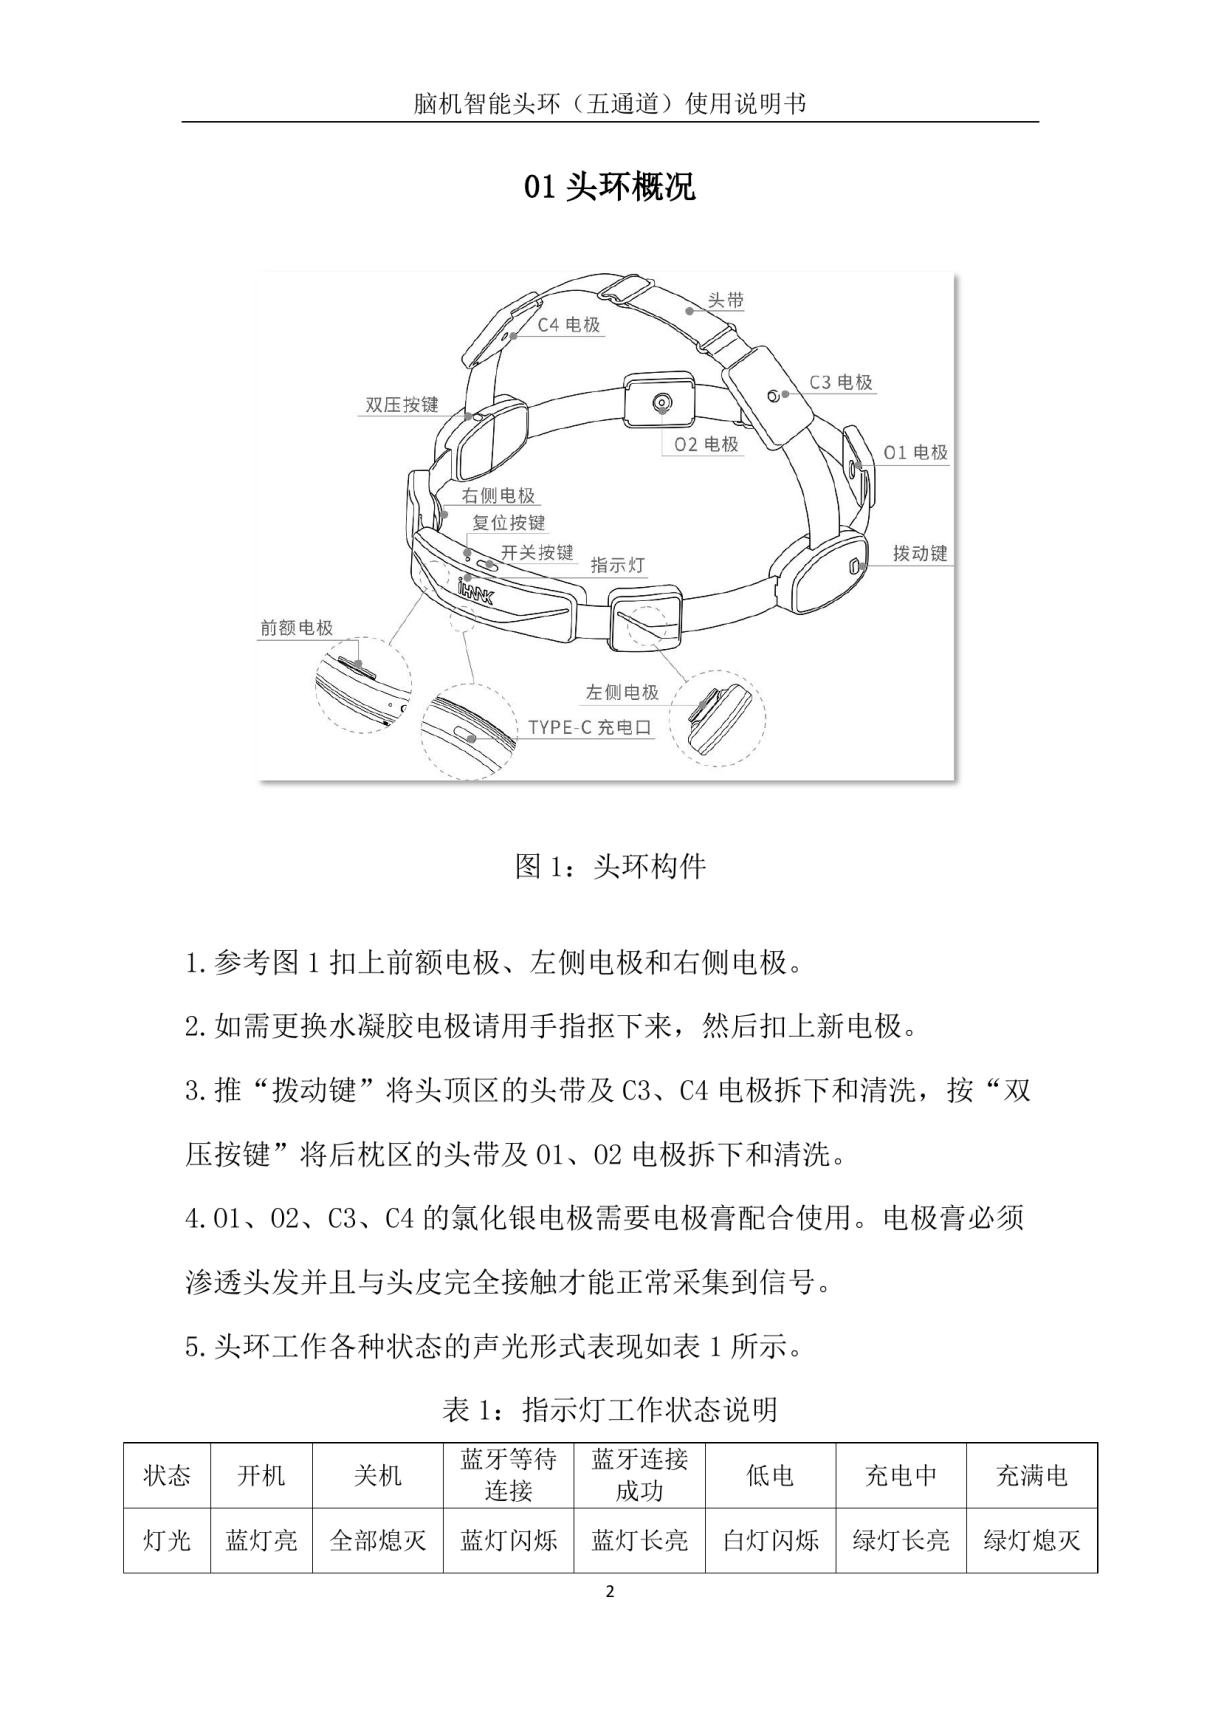 脑机智能头环（五通道）使用说明书
01 头环概况
头带
C4 电极
C3 电极
双压按键
O2 电极
O1 电极
右侧电极
复位按键
开关按键
指示灯
拨动键
iHNNK
前额电极
左侧电极
TYPE-C 充电口
图 1：头环构件
1.参考图 1 扣上前额电极、左侧电极和右侧电极。
2.如需更换水凝胶电极请用手指抠下来，然后扣上新电极。
3.推“拨动键”将头顶区的头带及 C3、C4 电极拆下和清洗，按“双
压按键”将后枕区的头带及 O1、O2 电极拆下和清洗。
4.O1、O2、C3、C4 的氯化银电极需要电极膏配合使用。电极膏必须
渗透头发并且与头皮完全接触才能正常采集到信号。
5.头环工作各种状态的声光形式表现如表 1 所示。
表 1：指示灯工作状态说明
状态 开机 关机 蓝牙等待连接 蓝牙连接成功 低电 充电中 充满电
灯光 蓝灯亮 全部熄灭 蓝灯闪烁 蓝灯长亮 白灯闪烁 绿灯长亮 绿灯熄灭
2